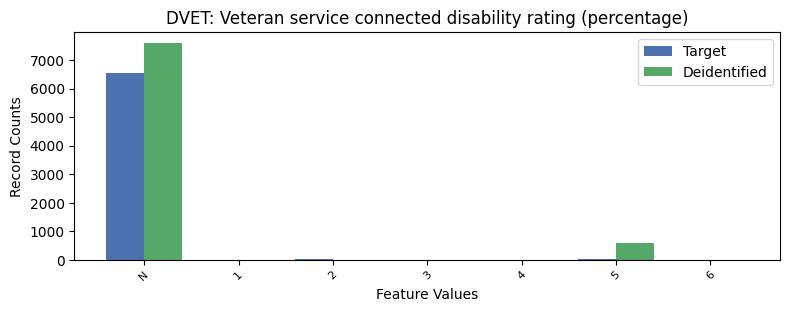 DVET: Veteran service connected disability rating (percentage)
Target
Deidentified
Record Counts
7000
6000
5000
4000
3000
2000
1000
0
N 1 2 3 4 5 6
Feature Values